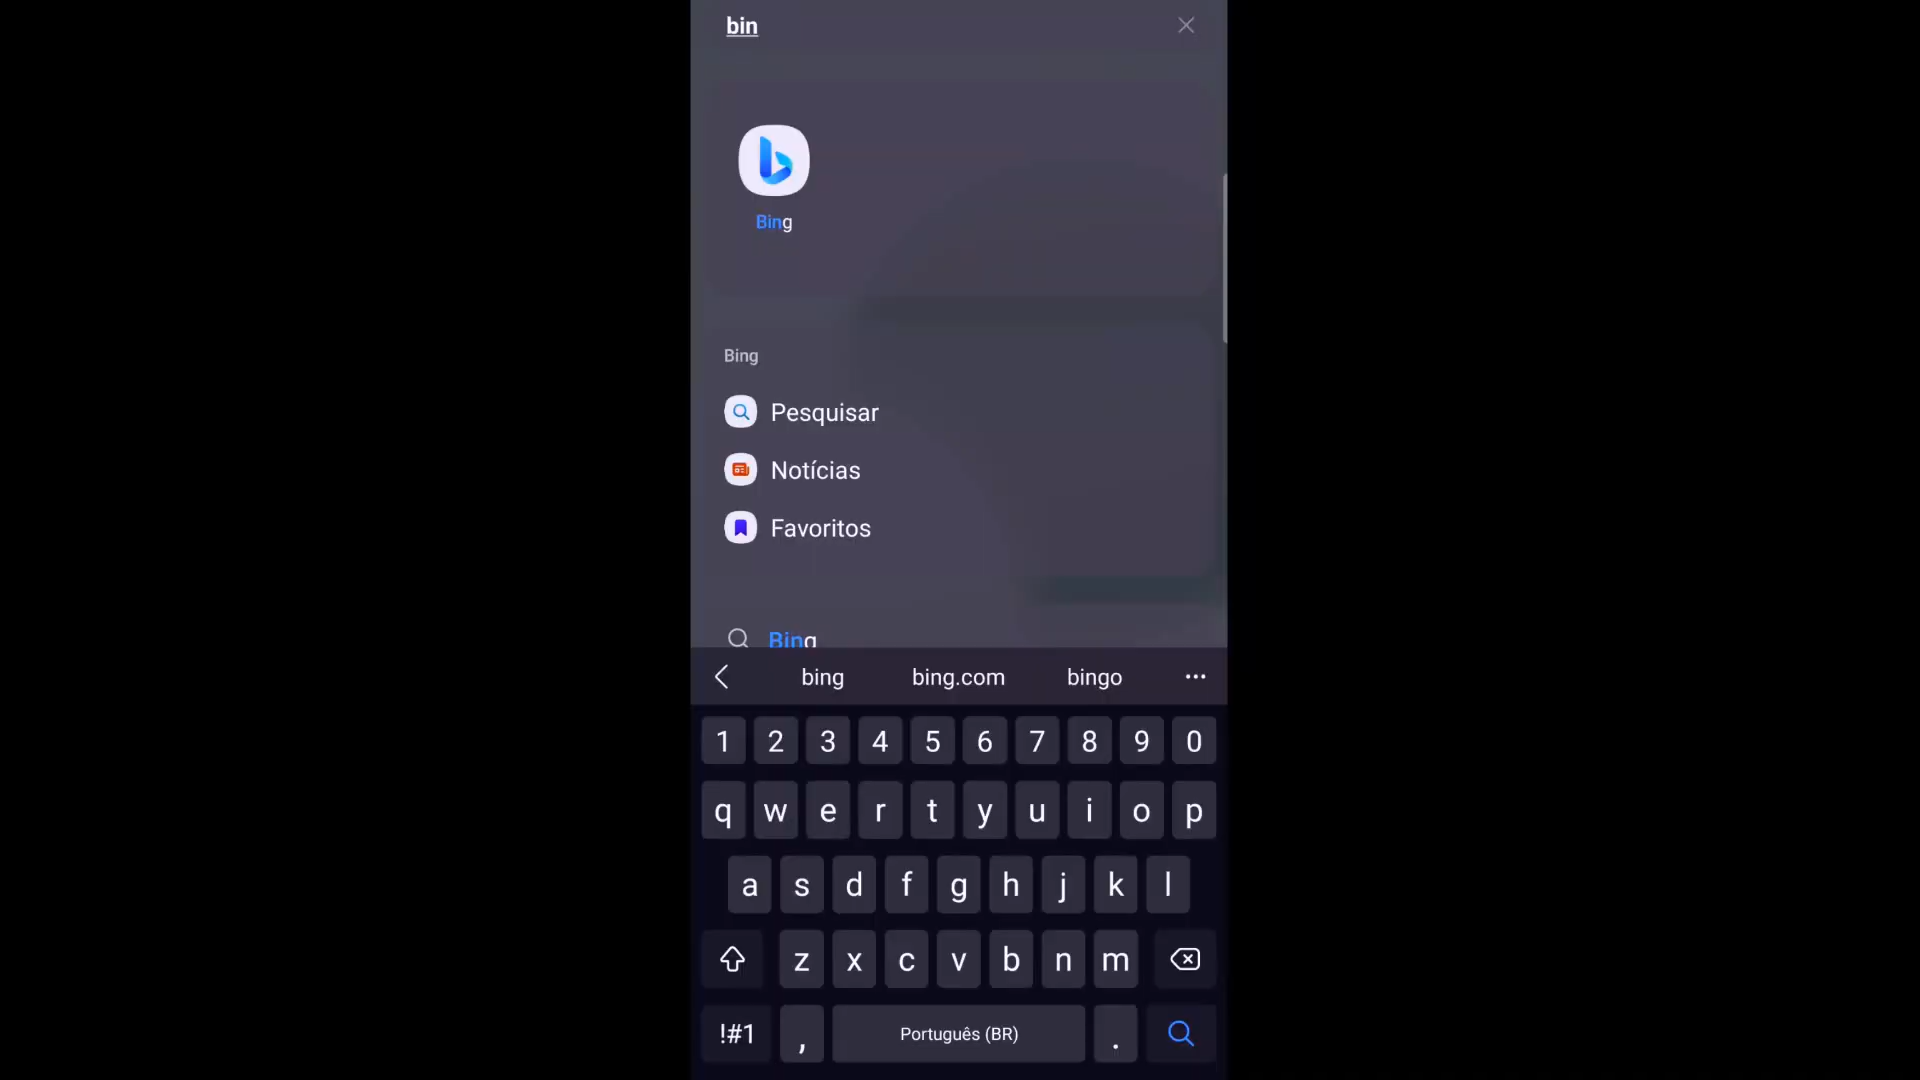 bin
Bing
Bing
Pesquisar
Notícias
Favoritos
Bing
bing bing.com bingo
1 2 3 4 5 6 7 8 9 0
q w e r t y u i o p
a s d f g h j k l
z x c v b n m
!#1 , Português (BR) .